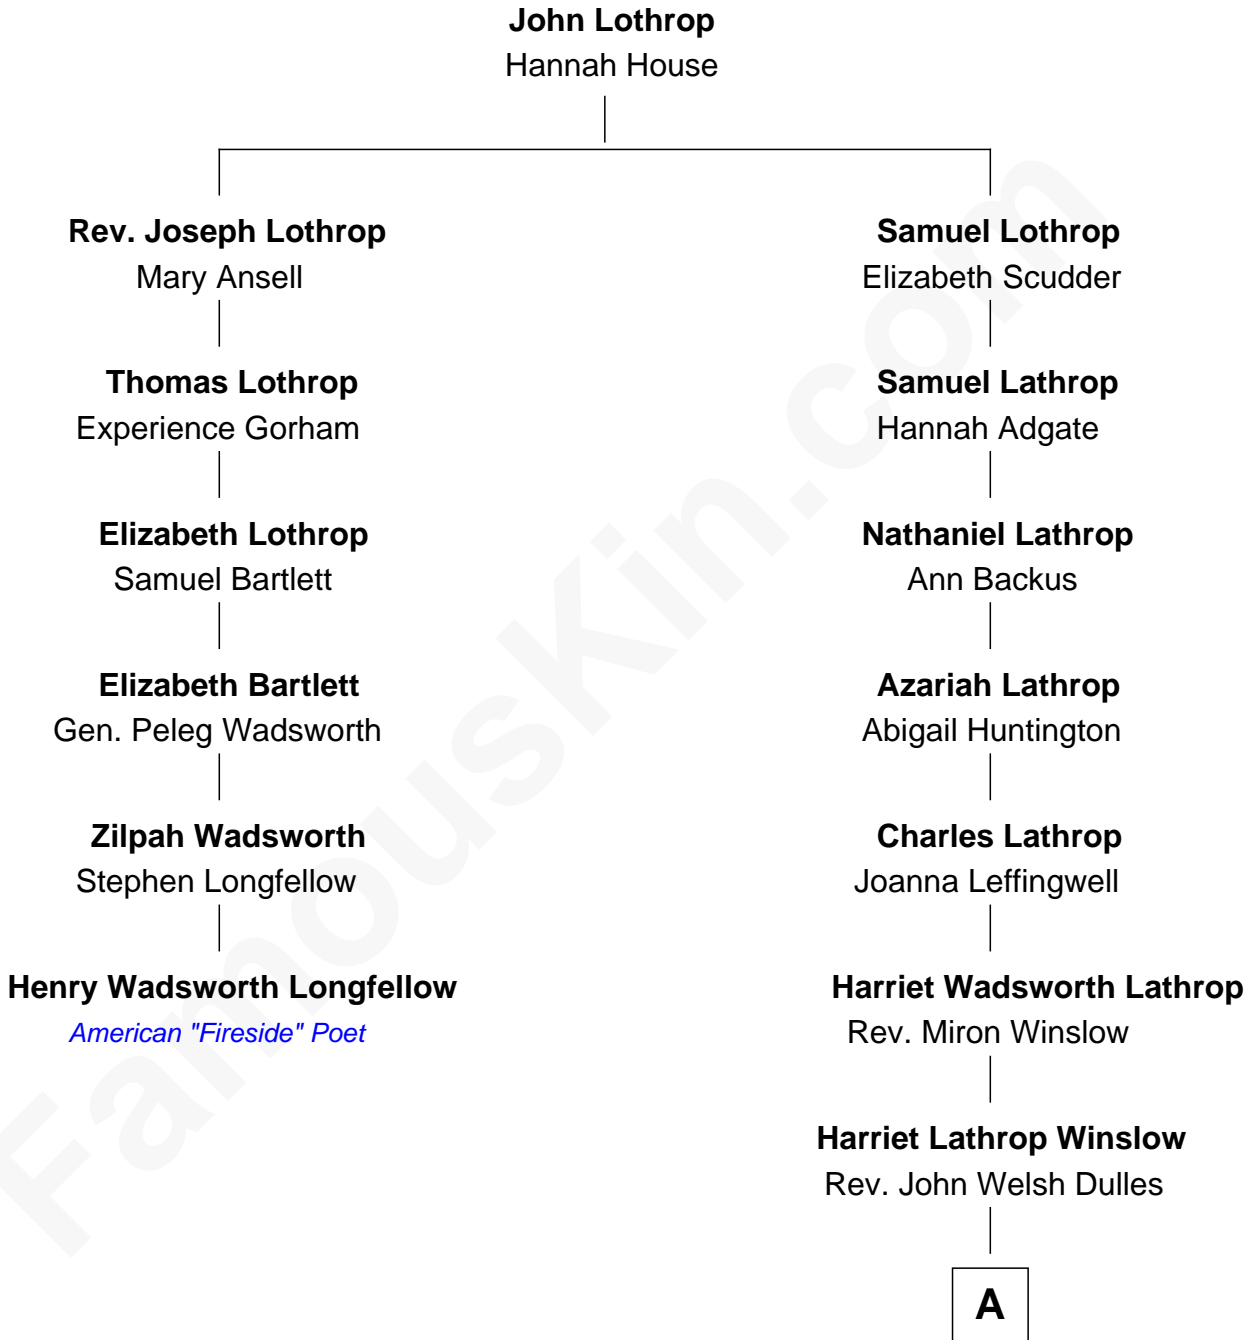 John Lothrop
Hannah House
Rev. Joseph Lothrop
Mary Ansell
Thomas Lothrop
Experience Gorham
Elizabeth Lothrop
Samuel Bartlett
Elizabeth Bartlett
Gen. Peleg Wadsworth
Zilpah Wadsworth
Stephen Longfellow
Henry Wadsworth Longfellow
American "Fireside" Poet
Samuel Lothrop
Elizabeth Scudder
Samuel Lathrop
Hannah Adgate
Nathaniel Lathrop
Ann Backus
Azariah Lathrop
Abigail Huntington
Charles Lathrop
Joanna Leffingwell
Harriet Wadsworth Lathrop
Rev. Miron Winslow
Harriet Lathrop Winslow
Rev. John Welsh Dulles
A
FamousKin.com